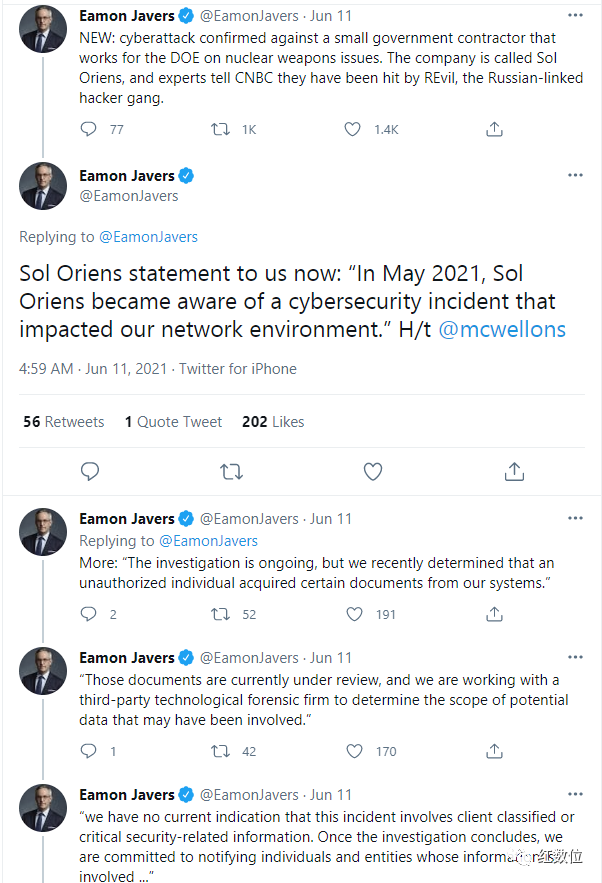 Eamon Javers @EamonJavers · Jun 11
NEW: cyberattack confirmed against a small government contractor that
works for the DOE on nuclear weapons issues. The company is called Sol
Oriens, and experts tell CNBC they have been hit by REvil, the Russian-linked
hacker gang.
77 1K 1.4K
Eamon Javers
@EamonJavers
Replying to @EamonJavers
Sol Oriens statement to us now: “In May 2021, Sol
Oriens became aware of a cybersecurity incident that
impacted our network environment.” H/t @mcwellons
4:59 AM · Jun 11, 2021 · Twitter for iPhone
56 Retweets 1 Quote Tweet 202 Likes
Eamon Javers @EamonJavers · Jun 11
Replying to @EamonJavers
More: “The investigation is ongoing, but we recently determined that an
unauthorized individual acquired certain documents from our systems.”
2 52 191
Eamon Javers @EamonJavers · Jun 11
“Those documents are currently under review, and we are working with a
third-party technological forensic firm to determine the scope of potential
data that may have been involved.”
1 42 170
Eamon Javers @EamonJavers · Jun 11
“we have no current indication that this incident involves client classified or
critical security-related information. Once the investigation concludes, we
are committed to notifying individuals and entities whose information is
involved ...”
红数位